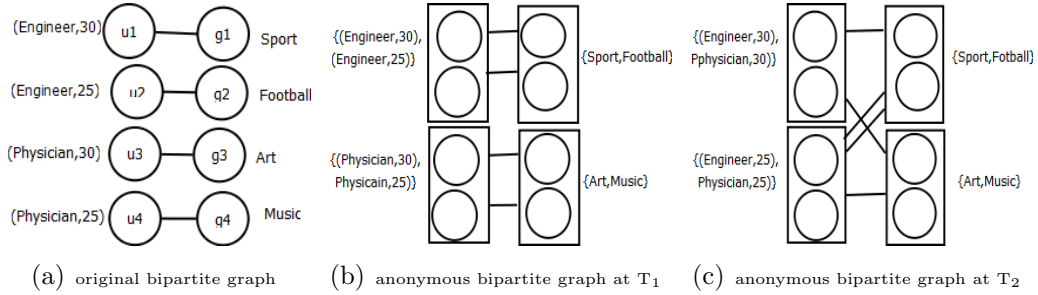 (Engineer,30)
u1
g1
Sport
(Engineer,25)
u2
g2
Football
(Physician,30)
u3
g3
Art
(Physician,25)
u4
g4
Music
(a) original bipartite graph
{(Engineer,30),
(Engineer,25)}
{Sport,Football}
{(Physician,30),
Physicain,25)}
{Art,Music}
(b) anonymous bipartite graph at T₁
{(Engineer,30),
Pphysician,30)}
{Sport,Fotball}
{(Engineer,25),
Physician,25)}
{Art,Music}
(c) anonymous bipartite graph at T₂